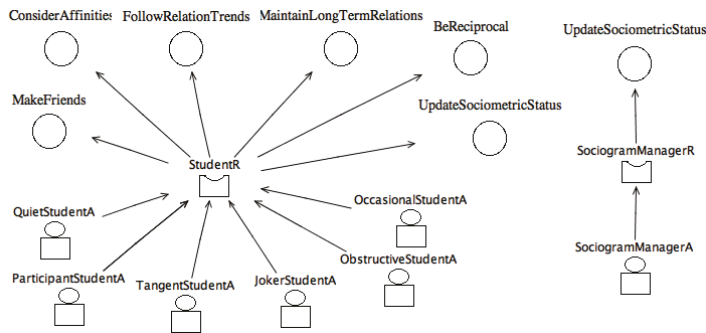 ConsiderAffinities
FollowRelationTrends
MaintainLongTermRelations
BeReciprocal
UpdateSociometricStatus
MakeFriends
UpdateSociometricStatus
StudentR
SociogramManagerR
OccasionalStudentA
QuietStudentA
SociogramManagerA
ObstructiveStudentA
ParticipantStudentA
TangentStudentA
JokerStudentA